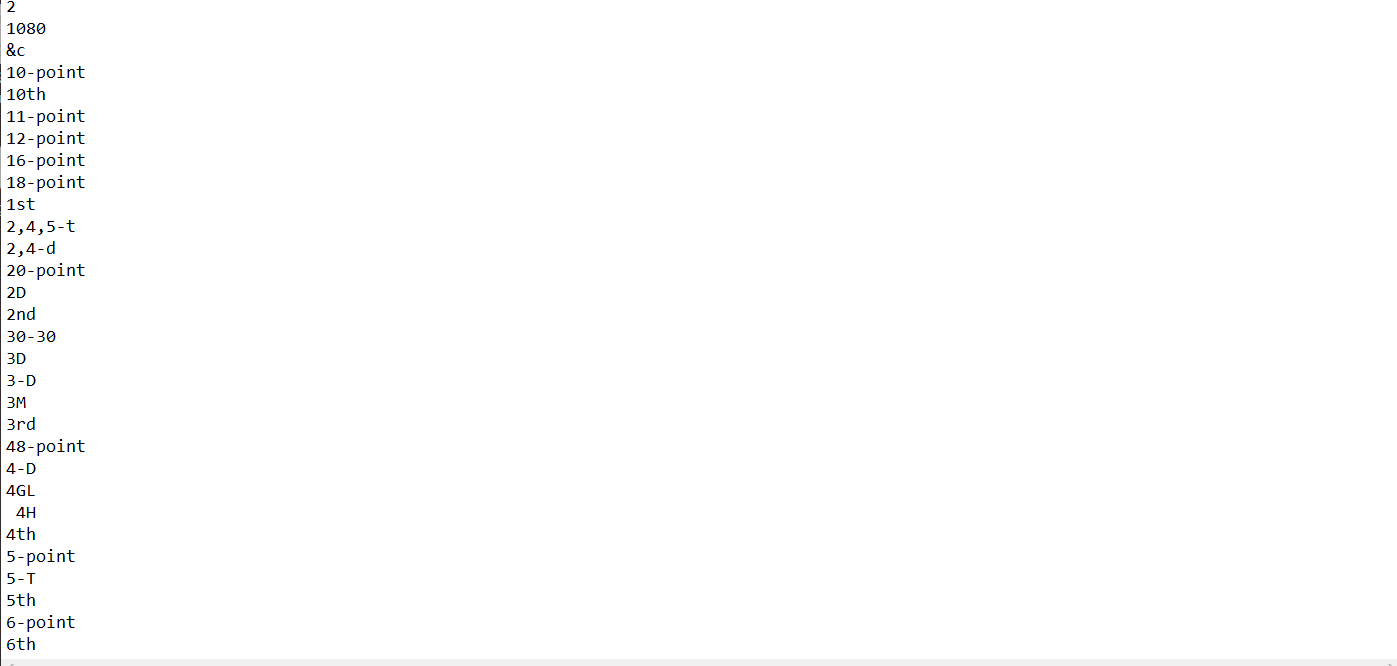 2
1080
&c
10-point
10th
11-point
12-point
16-point
18-point
1st
2,4,5-t
2,4-d
20-point
2D
2nd
30-30
3D
3-D
3M
3rd
48-point
4-D
4GL
 4H
4th
5-point
5-T
5th
6-point
6th